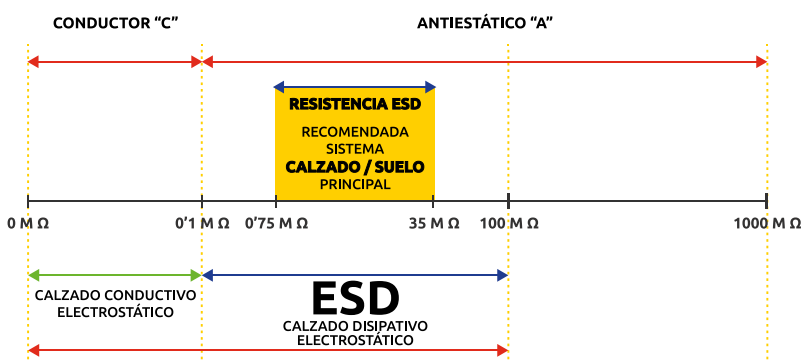 CONDUCTOR “C”
ANTIESTÁTICO “A”
RESISTENCIA ESD
RECOMENDADA
SISTEMA
CALZADO / SUELO
PRINCIPAL
0 M Ω
0’1 M Ω
0’75 M Ω
35 M Ω
100 M Ω
1000 M Ω
CALZADO CONDUCTIVO
ELECTROSTÁTICO
ESD
CALZADO DISIPATIVO
ELECTROSTÁTICO